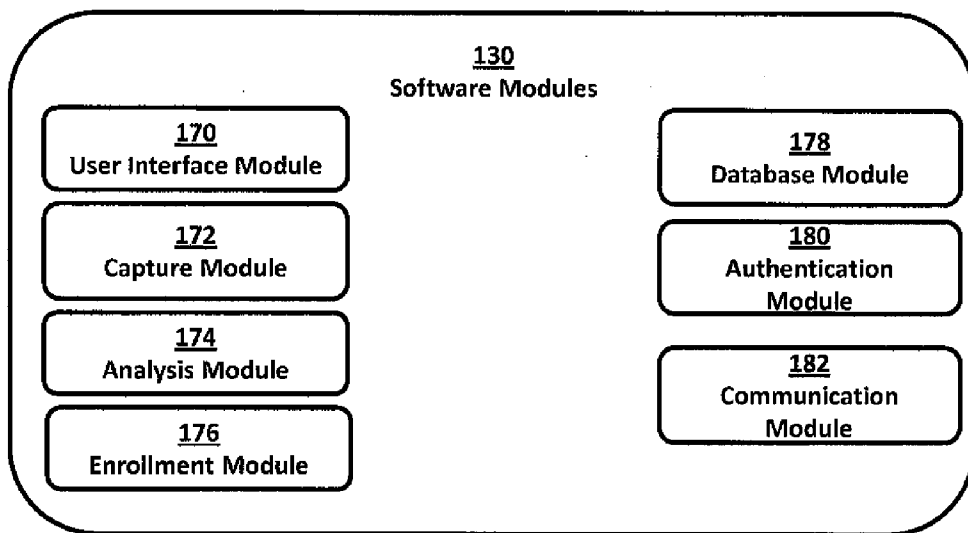 130
Software Modules
170
User Interface Module
172
Capture Module
174
Analysis Module
176
Enrollment Module
178
Database Module
180
Authentication
Module
182
Communication
Module